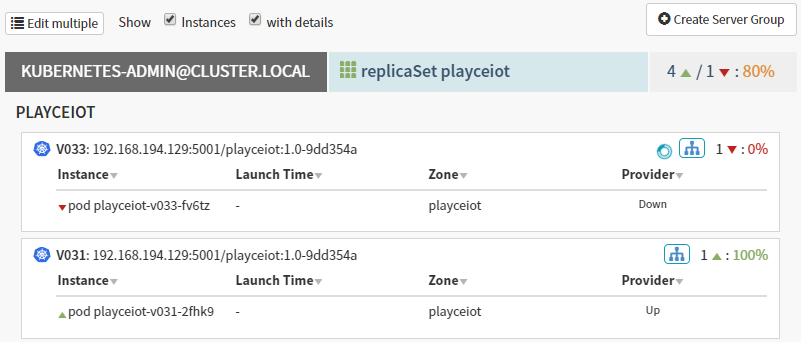 Edit multiple Show Instances with details Create Server Group
KUBERNETES-ADMIN@CLUSTER.LOCAL replicaSet playceiot 4 / 1 : 80%
PLAYCEIOT
V033: 192.168.194.129:5001/playceiot:1.0-9dd354a 1 : 0%
Instance Launch Time Zone Provider
pod playceiot-v033-fv6tz - playceiot Down
V031: 192.168.194.129:5001/playceiot:1.0-9dd354a 1 : 100%
Instance Launch Time Zone Provider
pod playceiot-v031-2fhk9 - playceiot Up